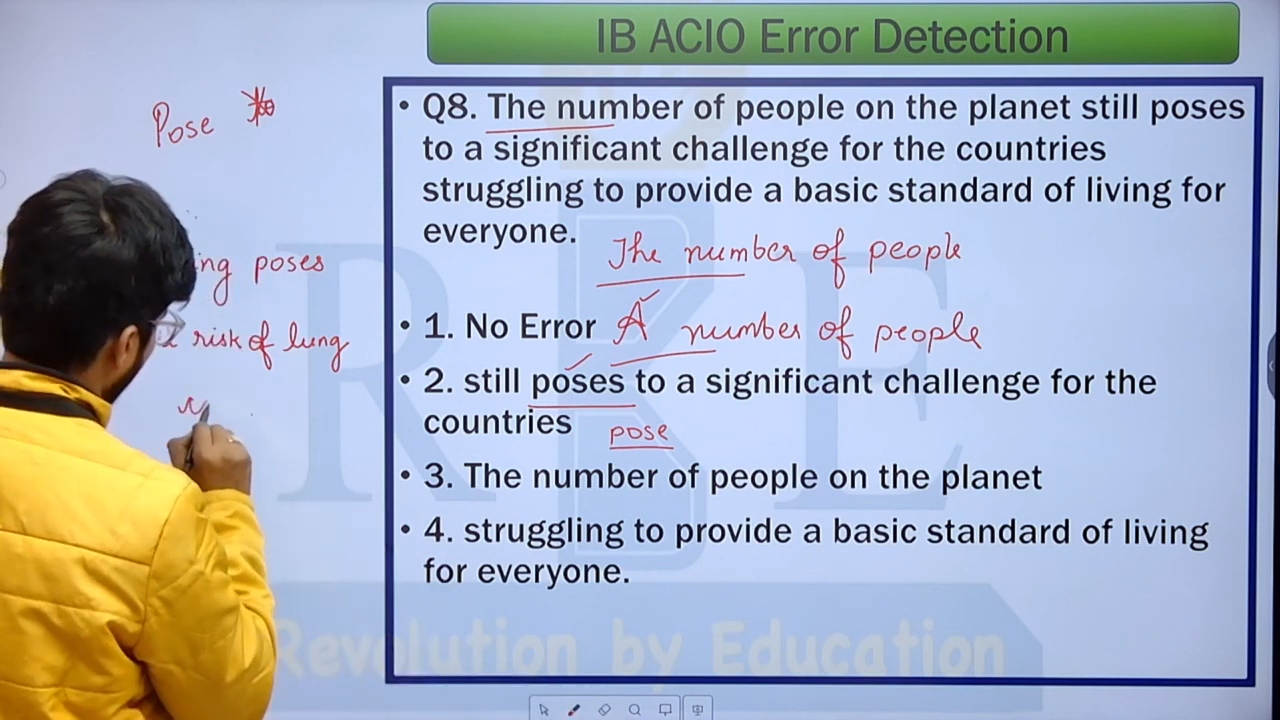 IB ACIO Error Detection
Pose
• Q8. The number of people on the planet still poses
to a significant challenge for the countries
struggling to provide a basic standard of living for
everyone.
The number of people
ing poses
• 1. No Error A number of people
risk of lung
• 2. still poses to a significant challenge for the
countries pose
• 3. The number of people on the planet
• 4. struggling to provide a basic standard of living
for everyone.
RBE
Revolution by Education